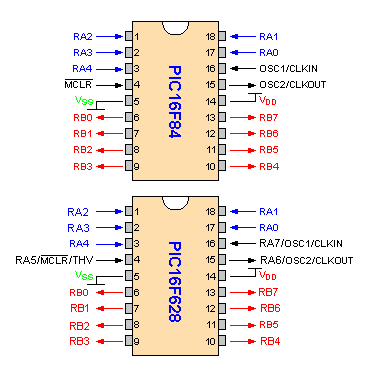 RA2 1 18 RA1
RA3 2 17 RA0
RA4 3 16 OSC1/CLKIN
MCLR 4 15 OSC2/CLKOUT
VSS 5 14 VDD
RB0 6 13 RB7
RB1 7 12 RB6
RB2 8 11 RB5
RB3 9 10 RB4
PIC16F84
RA2 1 18 RA1
RA3 2 17 RA0
RA4 3 16 RA7/OSC1/CLKIN
RA5/MCLR/THV 4 15 RA6/OSC2/CLKOUT
VSS 5 14 VDD
RB0 6 13 RB7
RB1 7 12 RB6
RB2 8 11 RB5
RB3 9 10 RB4
PIC16F628